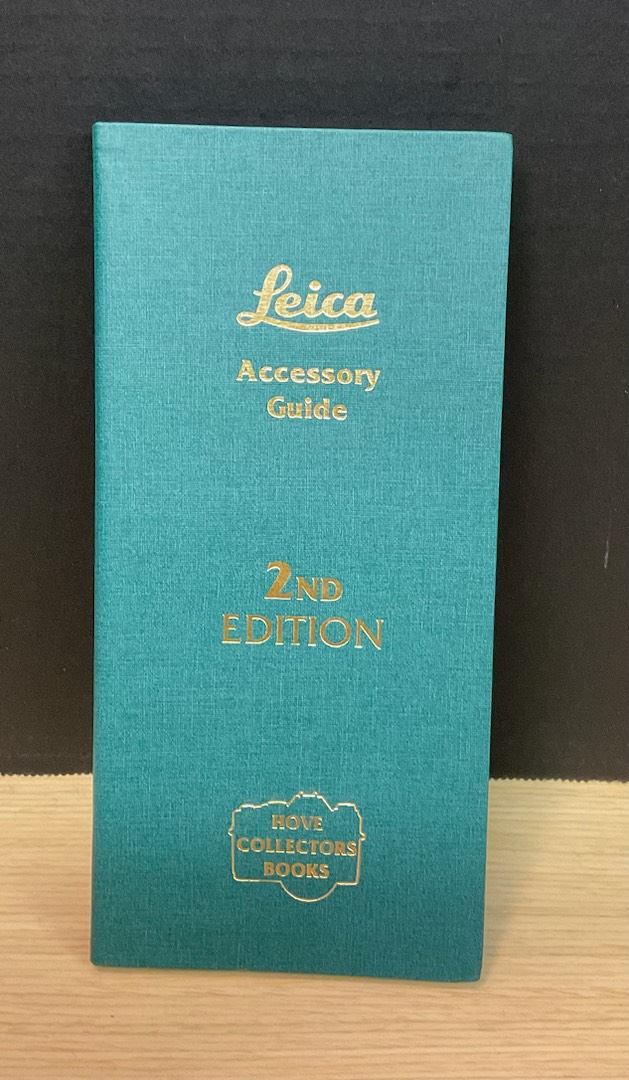 Leica
Accessory
Guide
2ND
EDITION
HOVE
COLLECTORS
BOOKS